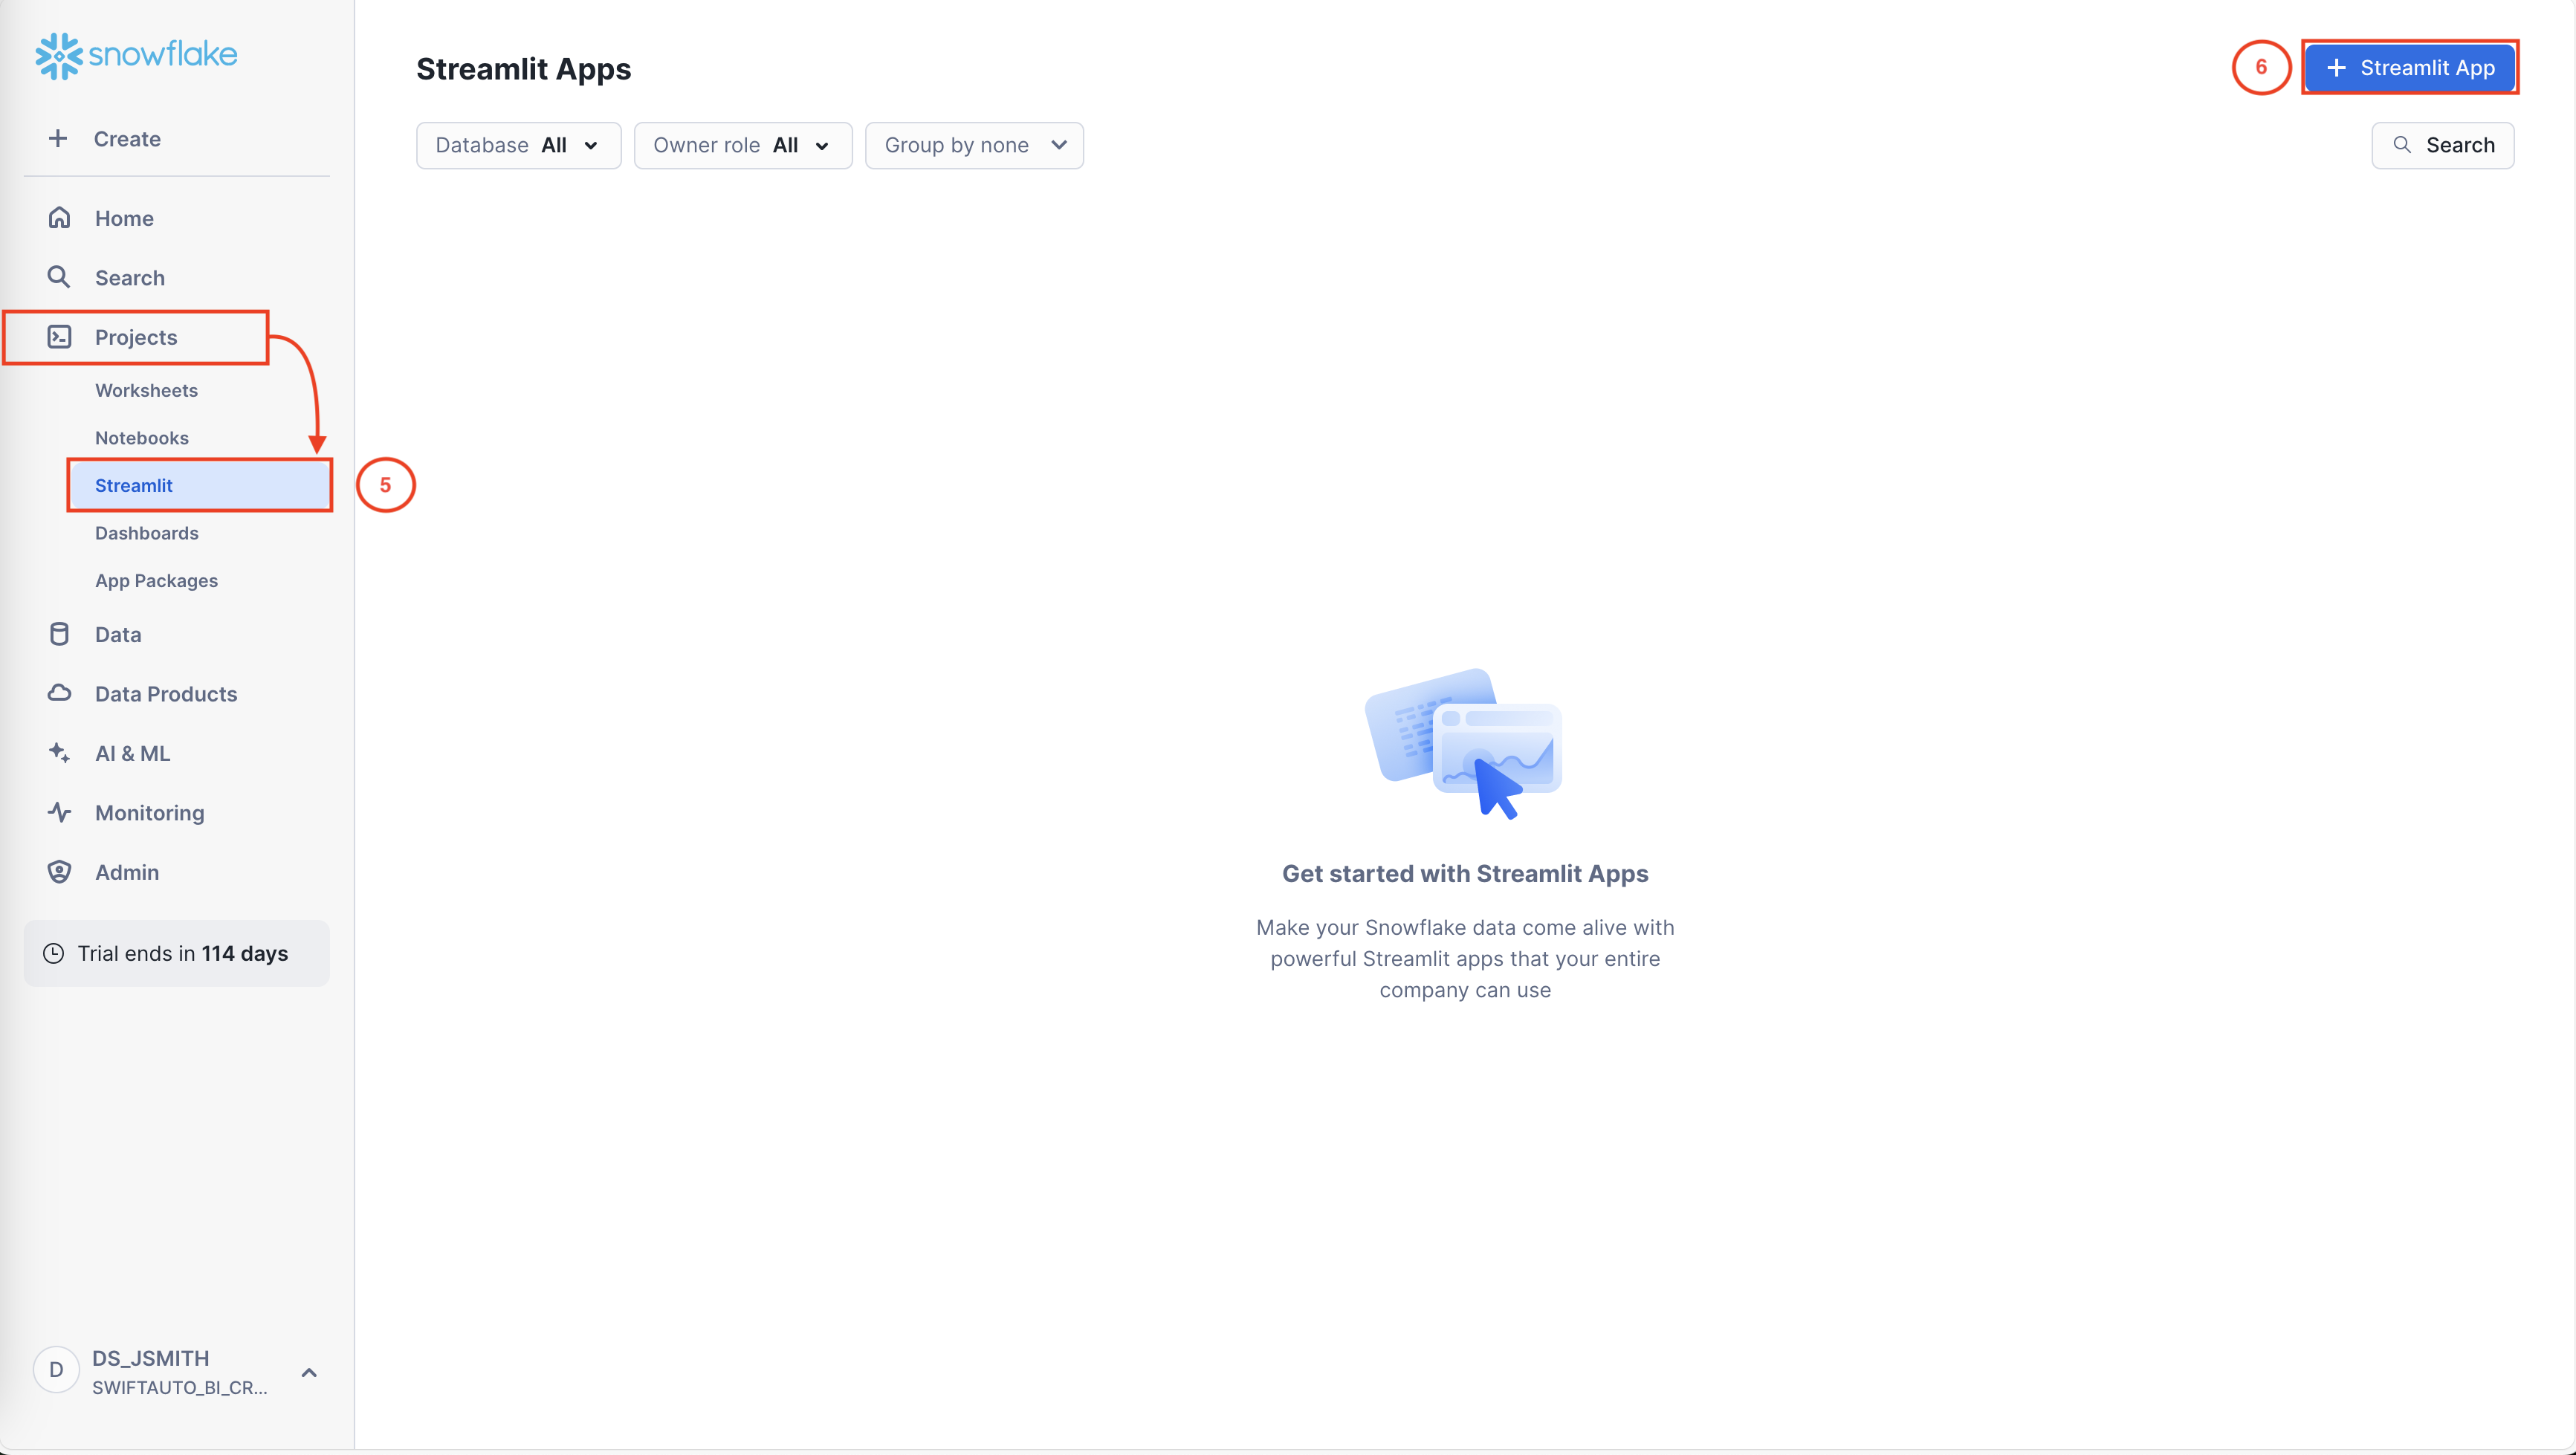 snowflake
Create
Home
Search
Projects
Worksheets
Notebooks
Streamlit
Dashboards
App Packages
Data
Data Products
AI & ML
Monitoring
Admin
Trial ends in 114 days
D
DS_JSMITH
SWIFTAUTO_BI_CR...
5
Streamlit Apps
6
+ Streamlit App
Database All
Owner role All
Group by none
Search
Get started with Streamlit Apps
Make your Snowflake data come alive with
powerful Streamlit apps that your entire
company can use